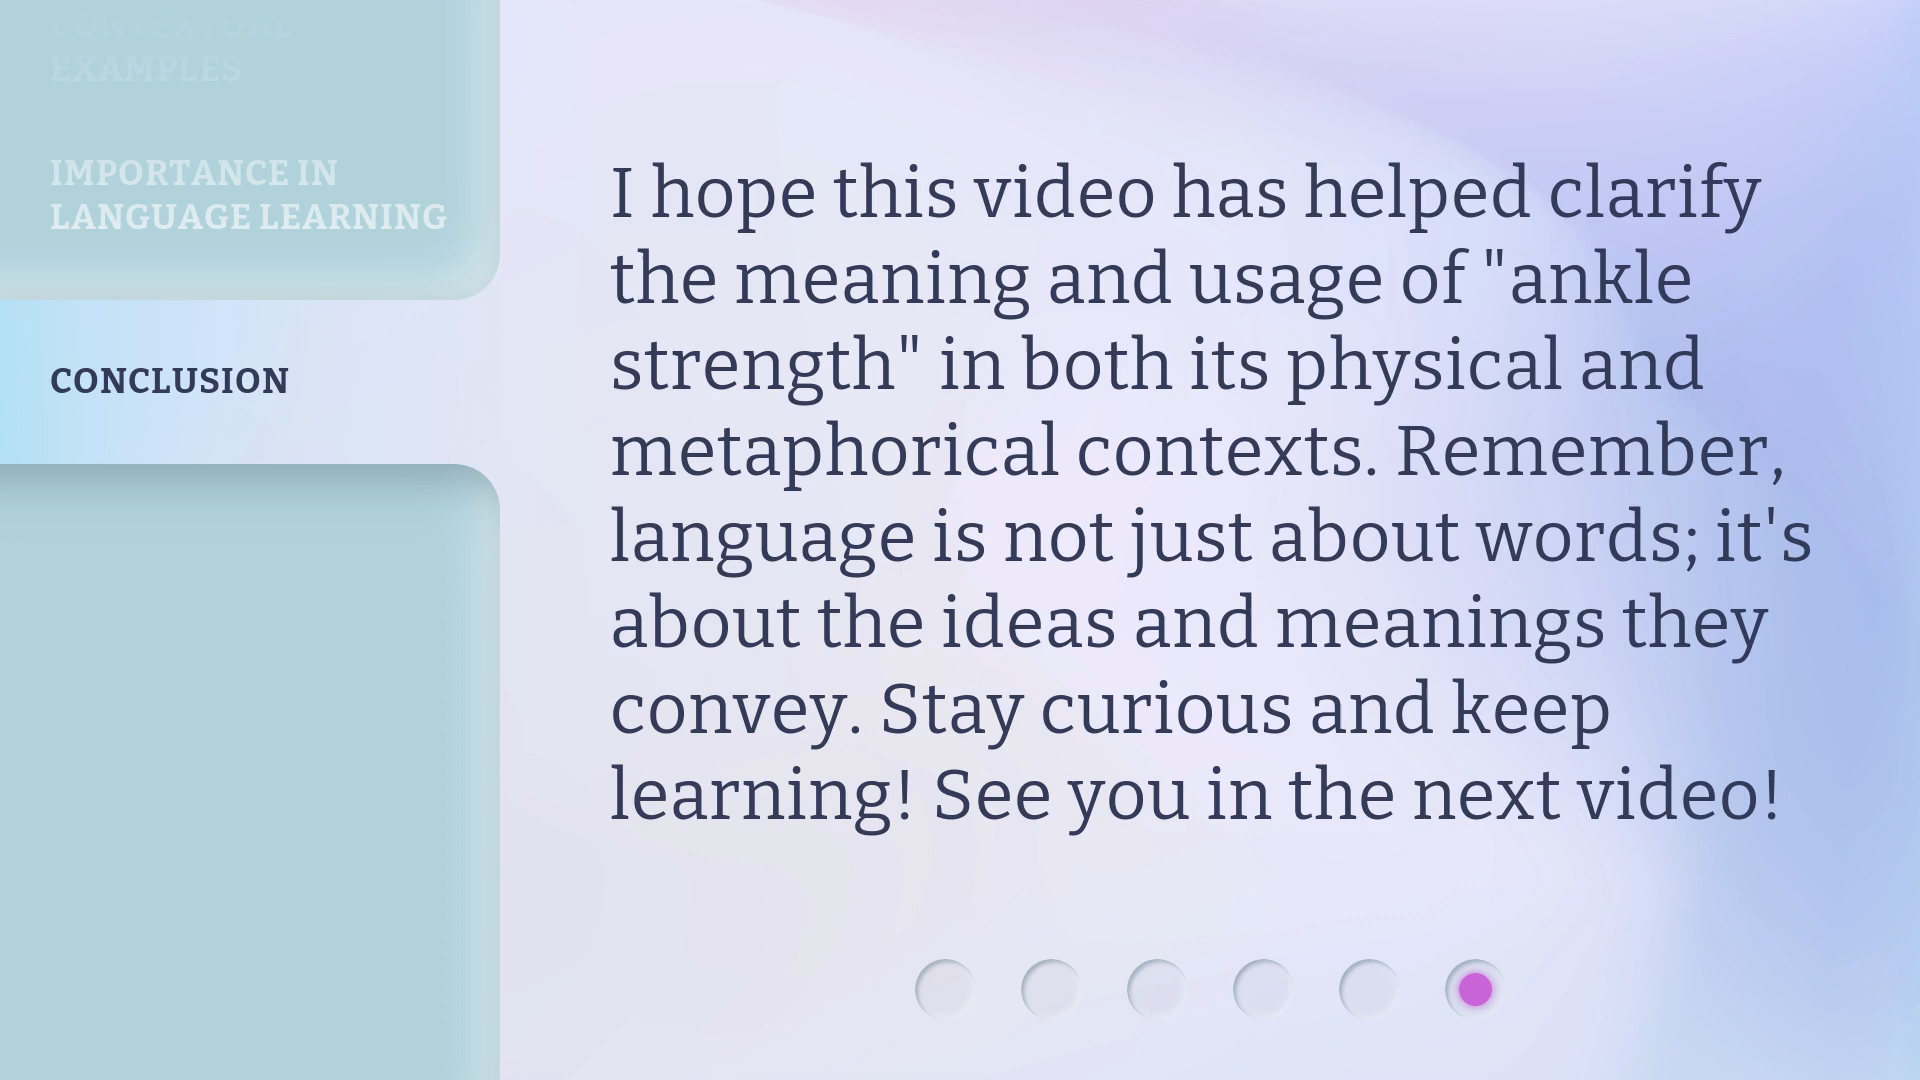 CONTEXTUAL
EXAMPLES
IMPORTANCE IN
LANGUAGE LEARNING
CONCLUSION
I hope this video has helped clarify
the meaning and usage of "ankle
strength" in both its physical and
metaphorical contexts. Remember,
language is not just about words; it's
about the ideas and meanings they
convey. Stay curious and keep
learning! See you in the next video!